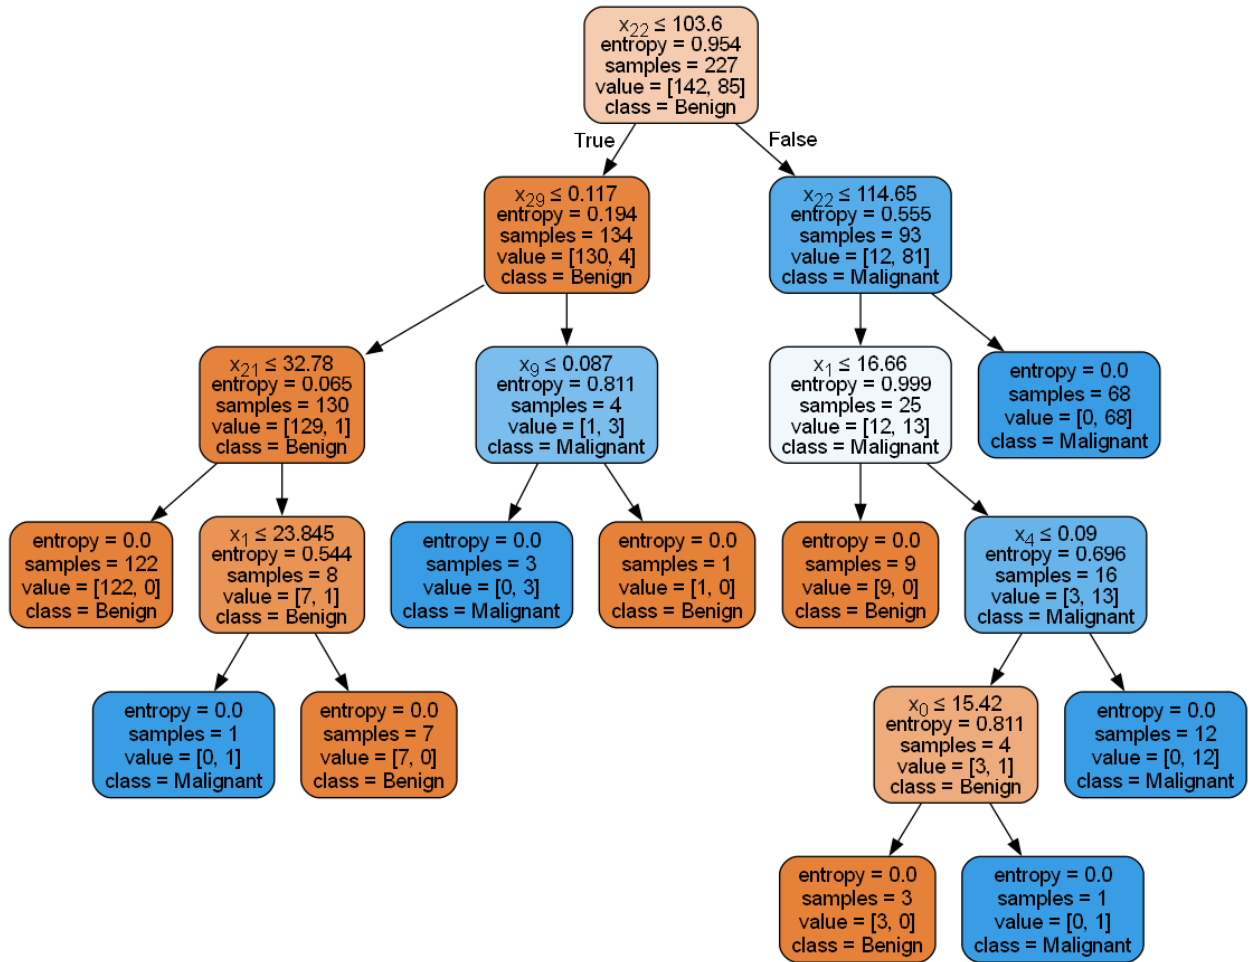 x22 ≤ 103.6
entropy = 0.954
samples = 227
value = [142, 85]
class = Benign
True
False
x29 ≤ 0.117
entropy = 0.194
samples = 134
value = [130, 4]
class = Benign
x22 ≤ 114.65
entropy = 0.555
samples = 93
value = [12, 81]
class = Malignant
x21 ≤ 32.78
entropy = 0.065
samples = 130
value = [129, 1]
class = Benign
x9 ≤ 0.087
entropy = 0.811
samples = 4
value = [1, 3]
class = Malignant
x1 ≤ 16.66
entropy = 0.999
samples = 25
value = [12, 13]
class = Malignant
entropy = 0.0
samples = 68
value = [0, 68]
class = Malignant
entropy = 0.0
samples = 122
value = [122, 0]
class = Benign
x1 ≤ 23.845
entropy = 0.544
samples = 8
value = [7, 1]
class = Benign
entropy = 0.0
samples = 3
value = [0, 3]
class = Malignant
entropy = 0.0
samples = 1
value = [1, 0]
class = Benign
entropy = 0.0
samples = 9
value = [9, 0]
class = Benign
x4 ≤ 0.09
entropy = 0.696
samples = 16
value = [3, 13]
class = Malignant
entropy = 0.0
samples = 1
value = [0, 1]
class = Malignant
entropy = 0.0
samples = 7
value = [7, 0]
class = Benign
x0 ≤ 15.42
entropy = 0.811
samples = 4
value = [3, 1]
class = Benign
entropy = 0.0
samples = 12
value = [0, 12]
class = Malignant
entropy = 0.0
samples = 3
value = [3, 0]
class = Benign
entropy = 0.0
samples = 1
value = [0, 1]
class = Malignant